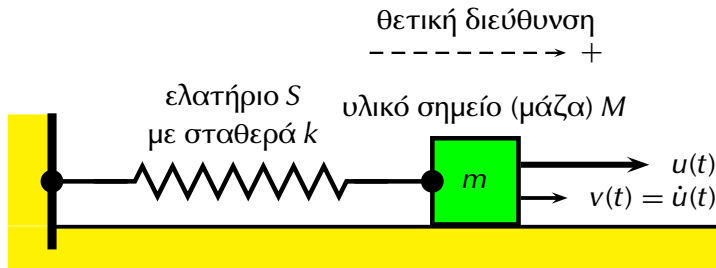 θετική διεύθυνση
+
ελατήριο S
με σταθερά k
υλικό σημείο (μάζα) M
m
u(t)
v(t) = u̇(t)